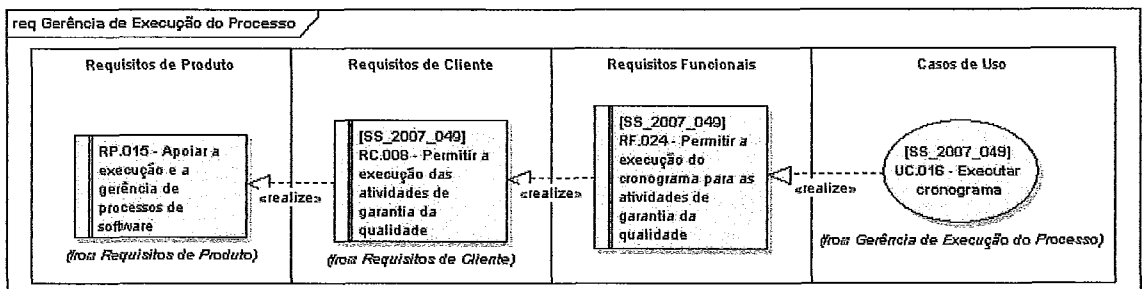 req Gerência de Execução do Processo
Requisitos de Produto
Requisitos de Cliente
Requisitos Funcionais
Casos de Uso
RP.015 - Apoiar a
execução e a
gerência de
processos de
software
(from Requisitos de Produto)
«realize»
[SS_2007_049]
RC.008 - Permitir a
execução das
atividades de
garantia da
qualidade
(from Requisitos de Cliente)
«realize»
[SS_2007_049]
RF.024 - Permitir a
execução do
cronograma para as
atividades de
garantia da
qualidade
«realize»
[SS_2007_049]
UC.016 - Executar
cronograma
(from Gerência de Execução do Processo)